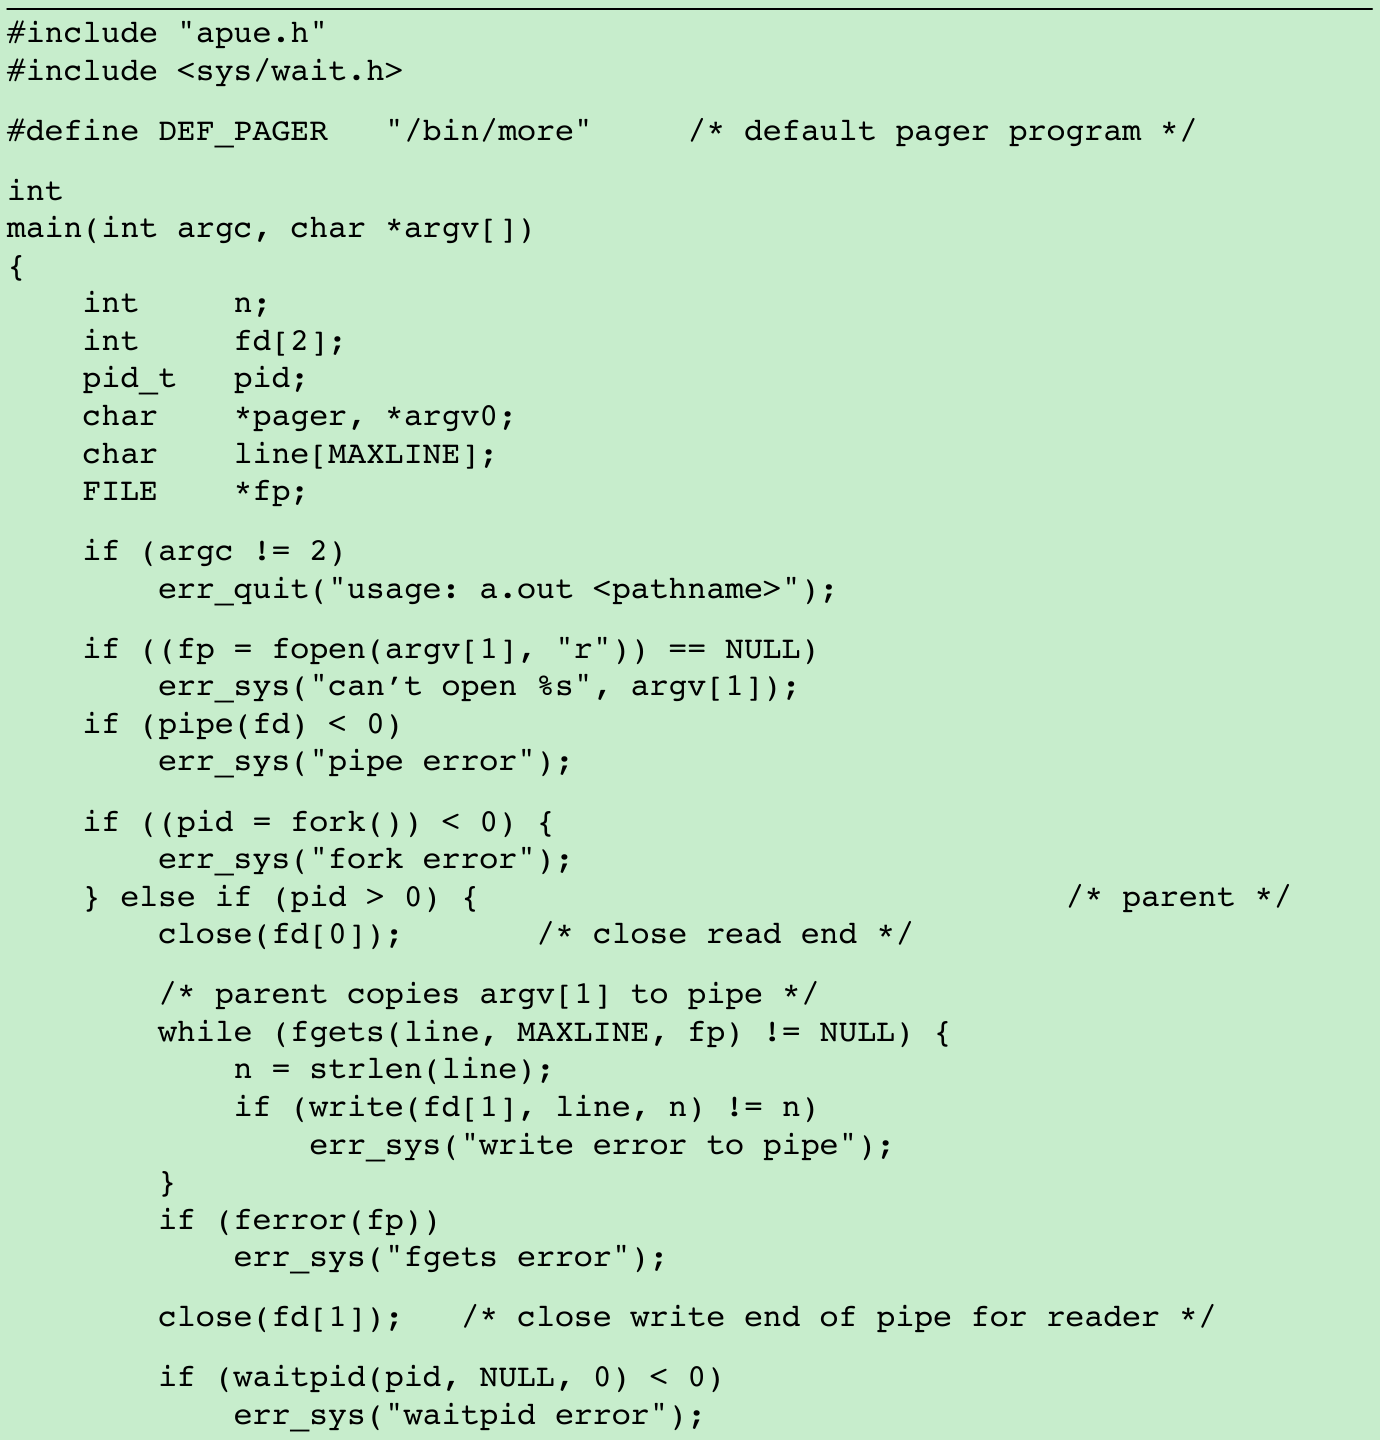 #include "apue.h"
#include <sys/wait.h>
#define DEF_PAGER   "/bin/more"     /* default pager program */
int
main(int argc, char *argv[])
{
    int     n;
    int     fd[2];
    pid_t   pid;
    char    *pager, *argv0;
    char    line[MAXLINE];
    FILE    *fp;
    if (argc != 2)
        err_quit("usage: a.out <pathname>");
    if ((fp = fopen(argv[1], "r")) == NULL)
        err_sys("can’t open %s", argv[1]);
    if (pipe(fd) < 0)
        err_sys("pipe error");
    if ((pid = fork()) < 0) {
        err_sys("fork error");
    } else if (pid > 0) {                               /* parent */
        close(fd[0]);       /* close read end */
        /* parent copies argv[1] to pipe */
        while (fgets(line, MAXLINE, fp) != NULL) {
            n = strlen(line);
            if (write(fd[1], line, n) != n)
                err_sys("write error to pipe");
        }
        if (ferror(fp))
            err_sys("fgets error");
        close(fd[1]);   /* close write end of pipe for reader */
        if (waitpid(pid, NULL, 0) < 0)
            err_sys("waitpid error");